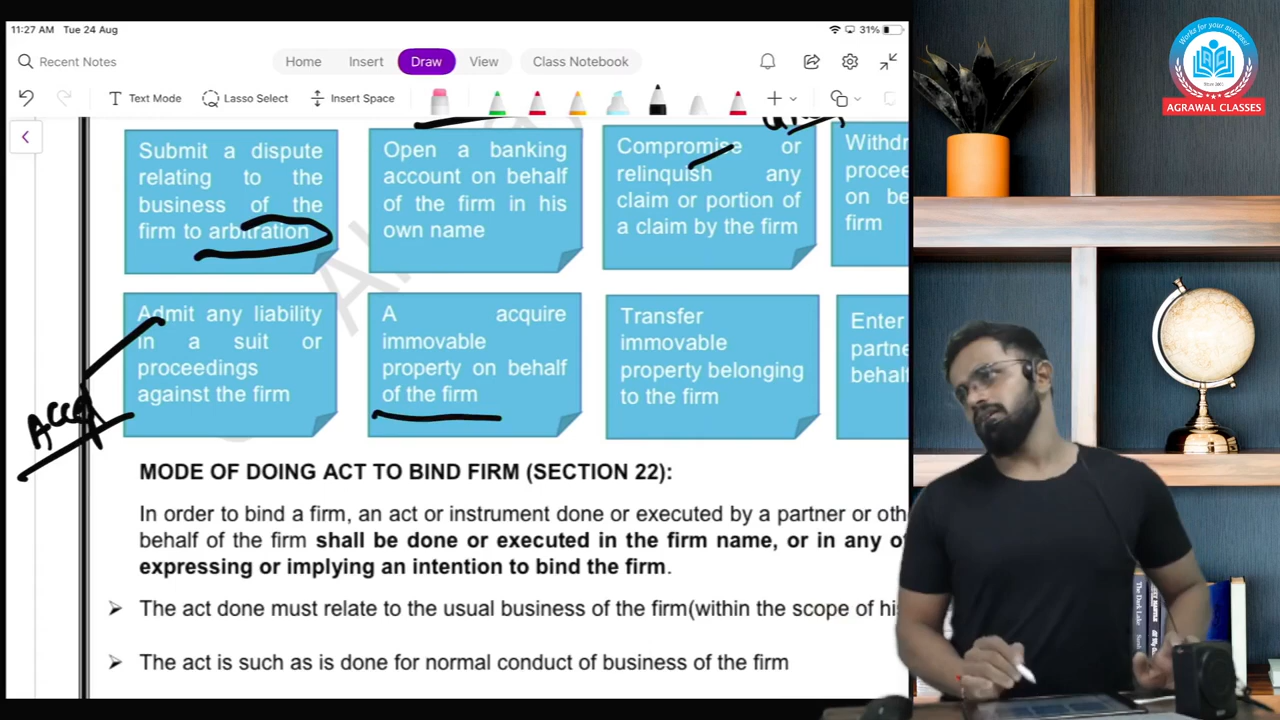 11:27 AM Tue 24 Aug
31%
Recent Notes
Home Insert Draw View Class Notebook
Text Mode Lasso Select Insert Space
Works for your success!
AGRAWAL CLASSES
Submit a dispute
relating to the
business of the
firm to arbitration
Open a banking
account on behalf
of the firm in his
own name
Compromise or
relinquish any
claim or portion of
a claim by the firm
Withdr
procee
on be
firm
Admit any liability
in a suit or
proceedings
against the firm
A acquire
immovable
property on behalf
of the firm
Transfer
immovable
property belonging
to the firm
Enter
partne
behalf
MODE OF DOING ACT TO BIND FIRM (SECTION 22):
In order to bind a firm, an act or instrument done or executed by a partner or oth
behalf of the firm shall be done or executed in the firm name, or in any o
expressing or implying an intention to bind the firm.
➢ The act done must relate to the usual business of the firm(within the scope of his
➢ The act is such as is done for normal conduct of business of the firm
The Dark Lake